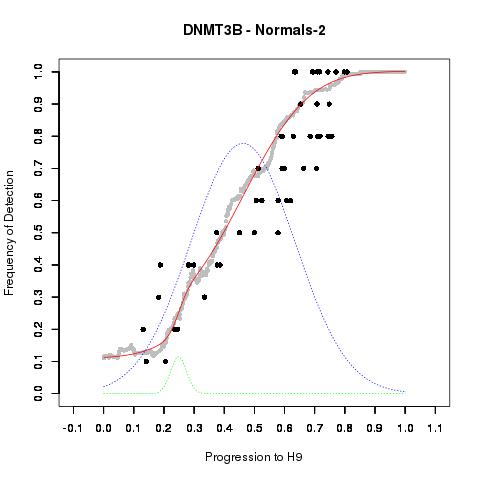 DNMT3B - Normals-2
Frequency of Detection
1.0
0.9
0.8
0.7
0.6
0.5
0.4
0.3
0.2
0.1
0.0
-0.1 0.0 0.1 0.2 0.3 0.4 0.5 0.6 0.7 0.8 0.9 1.0 1.1
Progression to H9